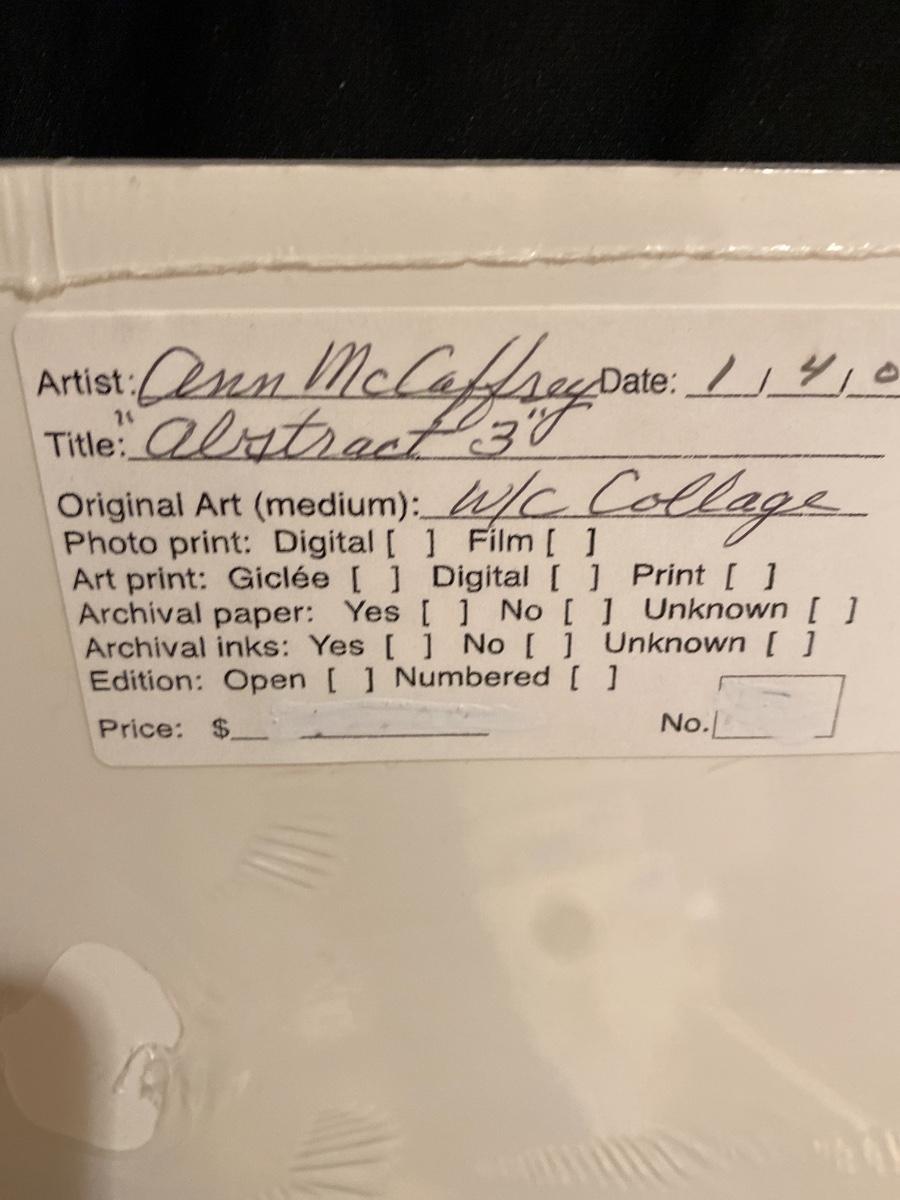 Artist: Ann McCaffrey Date: 1 / 4 / 0
Title: "Abstract 3"
Original Art (medium): W/C Collage
Photo print: Digital [ ] Film [ ]
Art print: Giclée [ ] Digital [ ] Print [ ]
Archival paper: Yes [ ] No [ ] Unknown [ ]
Archival inks: Yes [ ] No [ ] Unknown [ ]
Edition: Open [ ] Numbered [ ]
Price: $ No.